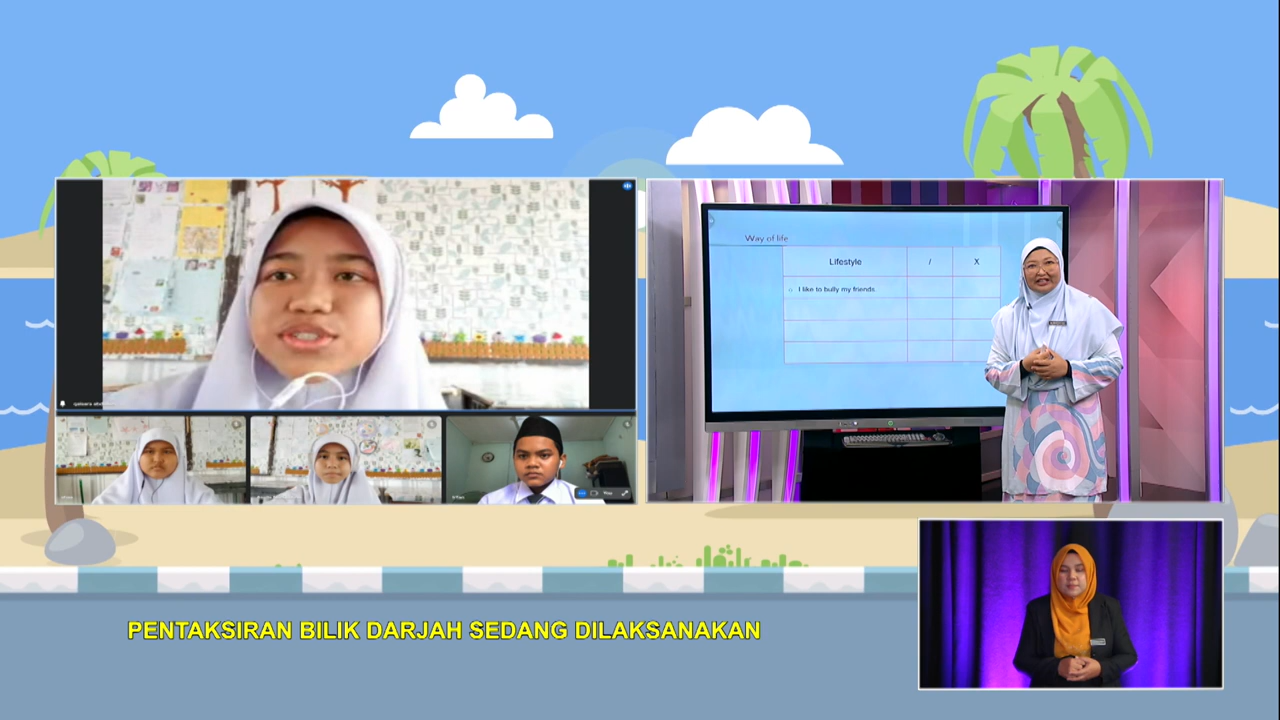 Way of life
Lifestyle / X
I like to bully my friends.
PENTAKSIRAN BILIK DARJAH SEDANG DILAKSANAKAN